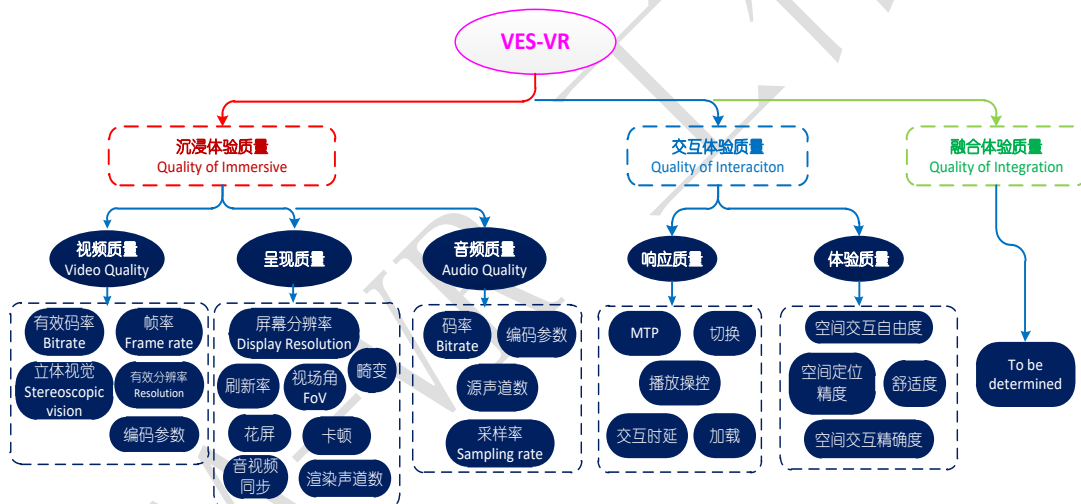 VES-VR
沉浸体验质量
Quality of Immersive
交互体验质量
Quality of Interaciton
融合体验质量
Quality of Integration
视频质量
Video Quality
呈现质量
音频质量
Audio Quality
响应质量
体验质量
有效码率
Bitrate
帧率
Frame rate
立体视觉
Stereoscopic
vision
有效分辨率
Resolution
编码参数
屏幕分辨率
Display Resolution
畸变
刷新率
视场角
FoV
花屏
卡顿
音视频
同步
渲染声道数
码率
Bitrate
编码参数
源声道数
采样率
Sampling rate
MTP
切换
播放操控
交互时延
加载
空间交互自由度
空间定位
精度
舒适度
空间交互精确度
To be
determined